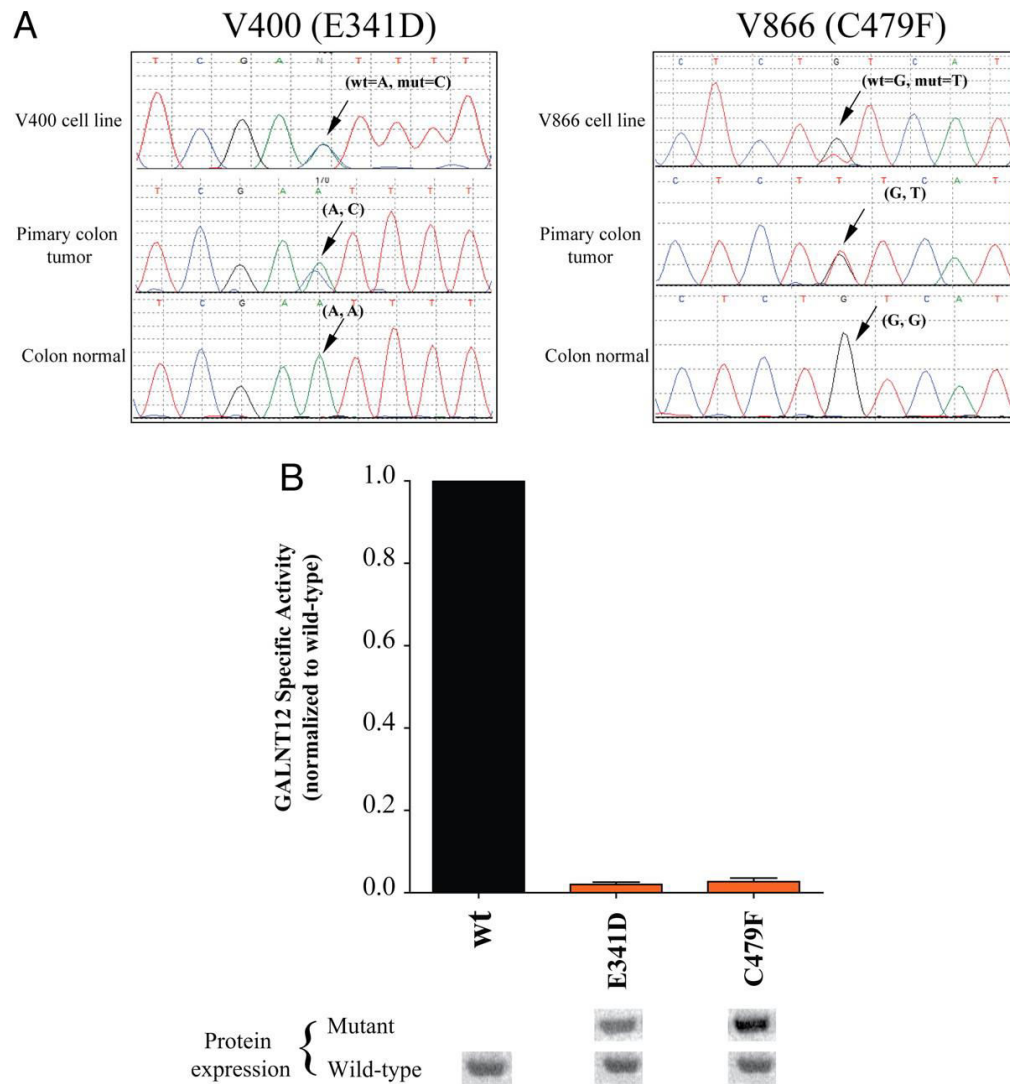 A
V400 (E341D)
V866 (C479F)
T C G A N T T T T
(wt=A, mut=C)
V400 cell line
T C G A A T T T T
170
(A, C)
Pimary colon
tumor
T C G A A T T T T
(A, A)
Colon normal
C T C T G T C A T
(wt=G, mut=T)
V866 cell line
C T C T T T C A T
(G, T)
Pimary colon
tumor
C T C T G T C A T
(G, G)
Colon normal
B
GALNT12 Specific Activity
(normalized to wild-type)
1.0
0.8
0.6
0.4
0.2
0.0
wt
E341D
C479F
Protein
expression
{
Mutant
Wild-type